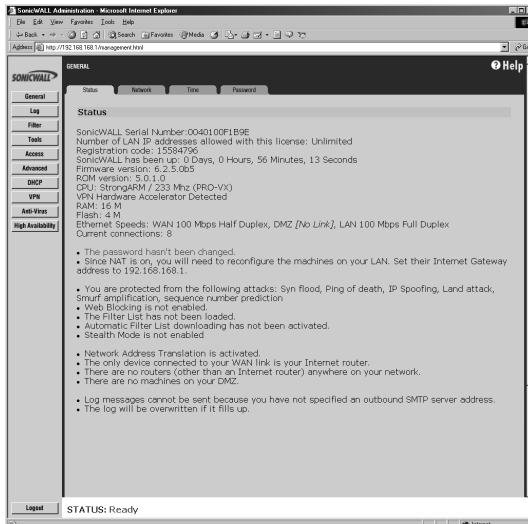 SonicWALL Administration - Microsoft Internet Explorer
File Edit View Favorites Tools Help
Back Search Favorites Media
Address http://192.168.168.1/management.html
SONICWALL
GENERAL
? Help
Status Network Time Password
General
Log
Filter
Tools
Access
Advanced
DHCP
VPN
Anti-Virus
High Availability
Status
SonicWALL Serial Number:0040100F1B9E
Number of LAN IP addresses allowed with this license: Unlimited
Registration code: 15584796
SonicWALL has been up: 0 Days, 0 Hours, 56 Minutes, 13 Seconds
Firmware version: 6.2.5.0b5
ROM version: 5.0.1.0
CPU: StrongARM / 233 Mhz (PRO-VX)
VPN Hardware Accelerator Detected
RAM: 16 M
Flash: 4 M
Ethernet Speeds: WAN 100 Mbps Half Duplex, DMZ [No Link], LAN 100 Mbps Full Duplex
Current connections: 8
• The password hasn't been changed.
• Since NAT is on, you will need to reconfigure the machines on your LAN. Set their Internet Gateway
address to 192.168.168.1.
• You are protected from the following attacks: Syn flood, Ping of death, IP Spoofing, Land attack,
Smurf amplification, sequence number prediction
• Web Blocking is not enabled.
• The Filter List has not been loaded.
• Automatic Filter List downloading has not been activated.
• Stealth Mode is not enabled
• Network Address Translation is activated.
• The only device connected to your WAN link is your Internet router.
• There are no routers (other than an Internet router) anywhere on your network.
• There are no machines on your DMZ.
• Log messages cannot be sent because you have not specified an outbound SMTP server address.
• The log will be overwritten if it fills up.
Logout
STATUS: Ready
Internet